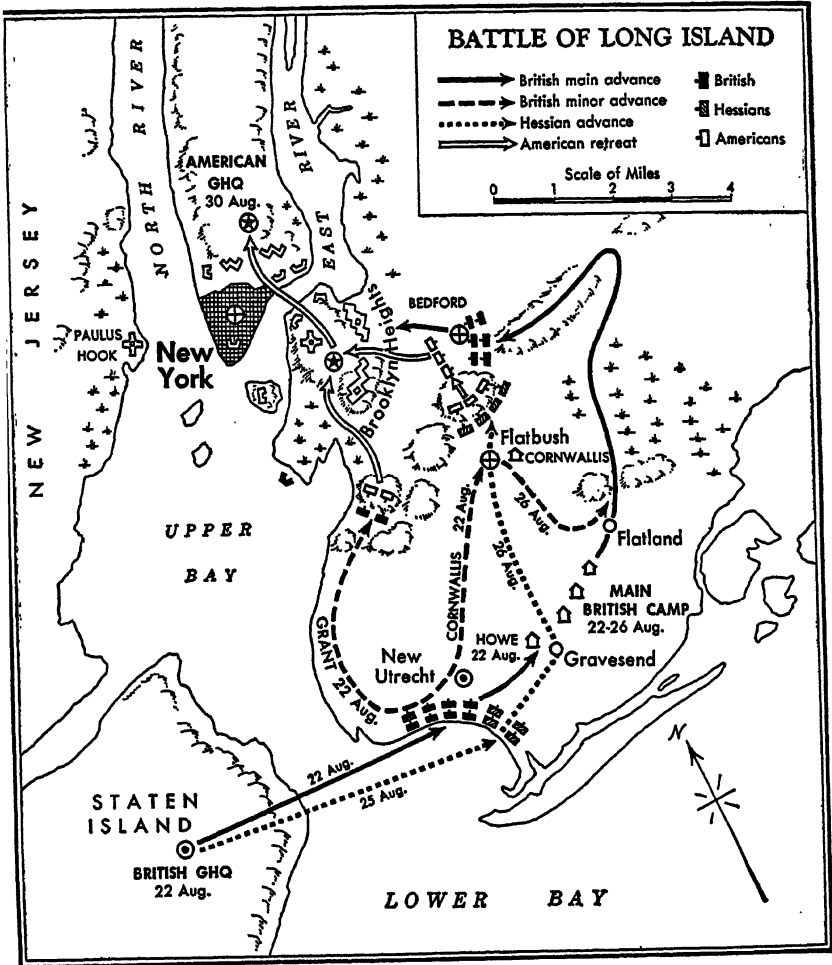 BATTLE OF LONG ISLAND
British main advance
British minor advance
Hessian advance
American retreat
British
Hessians
Americans
Scale of Miles
0 1 2 3 4
NORTH RIVER
EAST RIVER
NEW JERSEY
AMERICAN
GHQ
30 Aug.
PAULUS
HOOK
New
York
BEDFORD
Brooklyn Heights
Flatbush
CORNWALLIS
22 Aug.
26 Aug.
26 Aug.
Flatland
UPPER
BAY
MAIN
BRITISH CAMP
22-26 Aug.
CORNWALLIS
GRANT 22 Aug.
HOWE
22 Aug.
New
Utrecht
Gravesend
N
22 Aug.
25 Aug.
STATEN
ISLAND
BRITISH GHQ
22 Aug.
LOWER BAY